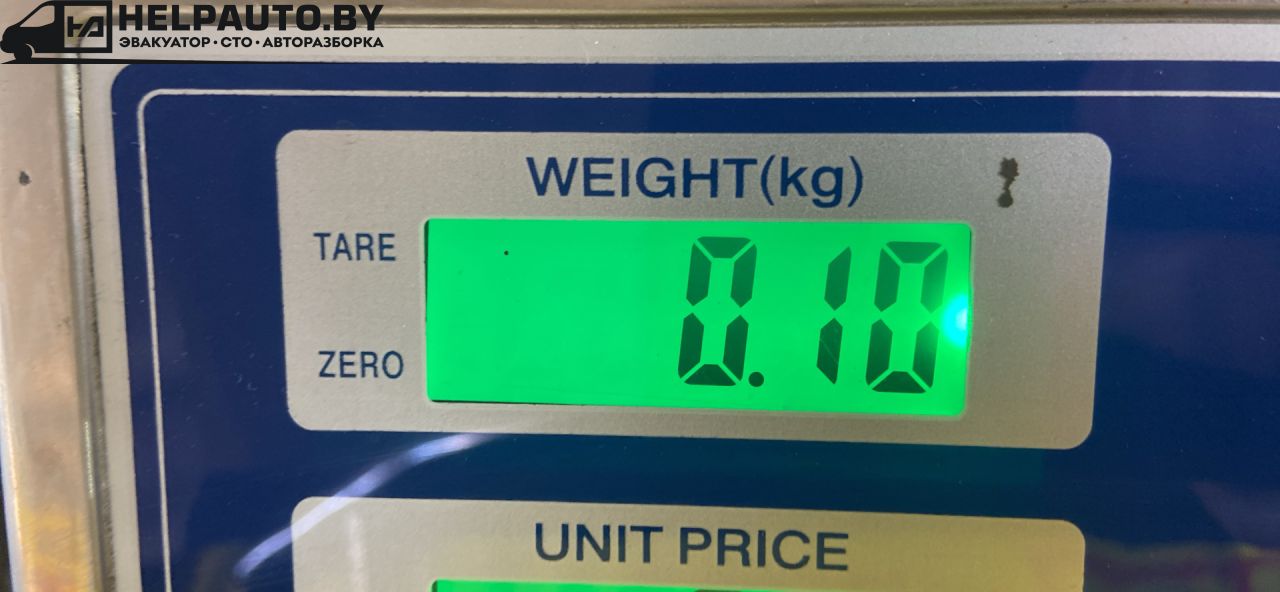 HELPAUTO.BY
ЭВАКУАТОР · СТО · АВТОРАЗБОРКА
WEIGHT(kg)
TARE
0.10
ZERO
UNIT PRICE